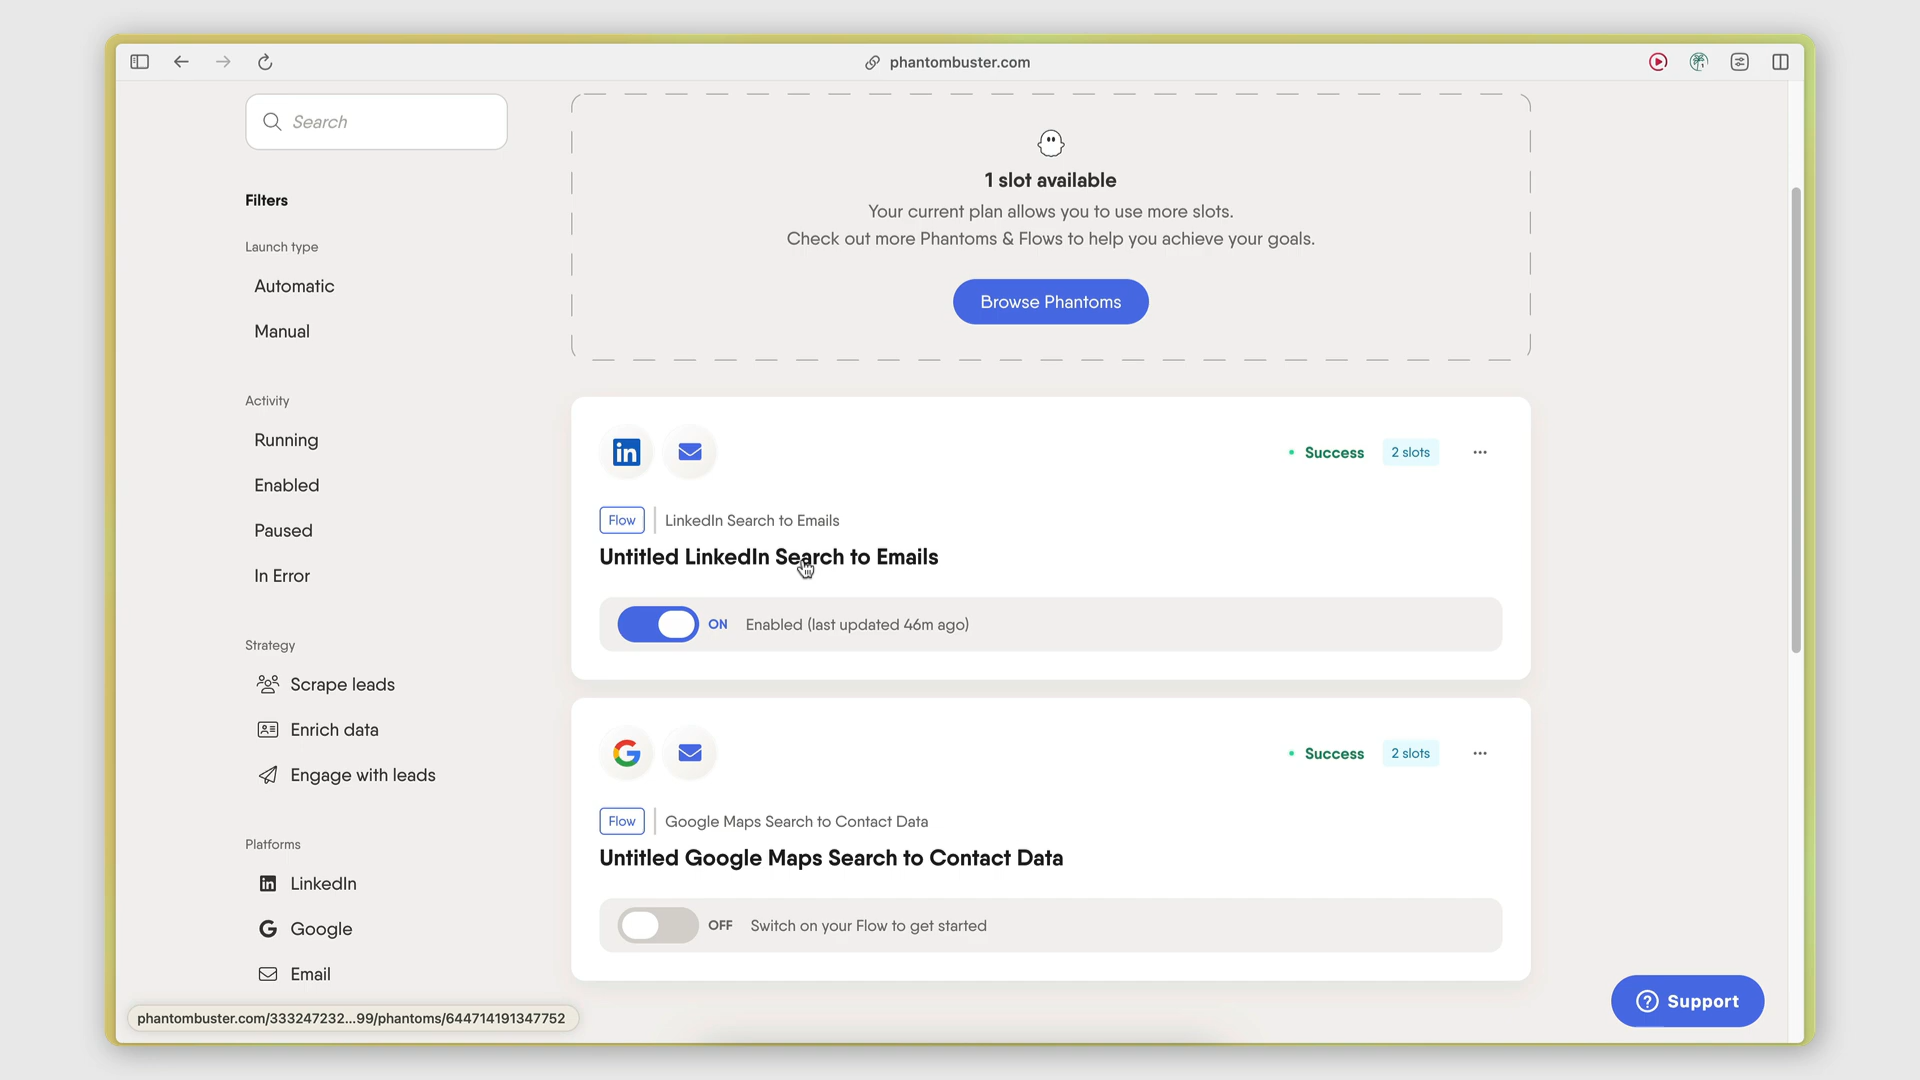 phantombuster.com
Search
Filters
Launch type
Automatic
Manual
Activity
Running
Enabled
Paused
In Error
Strategy
Scrape leads
Enrich data
Engage with leads
Platforms
LinkedIn
Google
Email
1 slot available
Your current plan allows you to use more slots.
Check out more Phantoms & Flows to help you achieve your goals.
Browse Phantoms
in
Success
2 slots
Flow
LinkedIn Search to Emails
Untitled LinkedIn Search to Emails
ON
Enabled (last updated 46m ago)
G
Success
2 slots
Flow
Google Maps Search to Contact Data
Untitled Google Maps Search to Contact Data
OFF
Switch on your Flow to get started
Support
phantombuster.com/333247232...99/phantoms/644714191347752